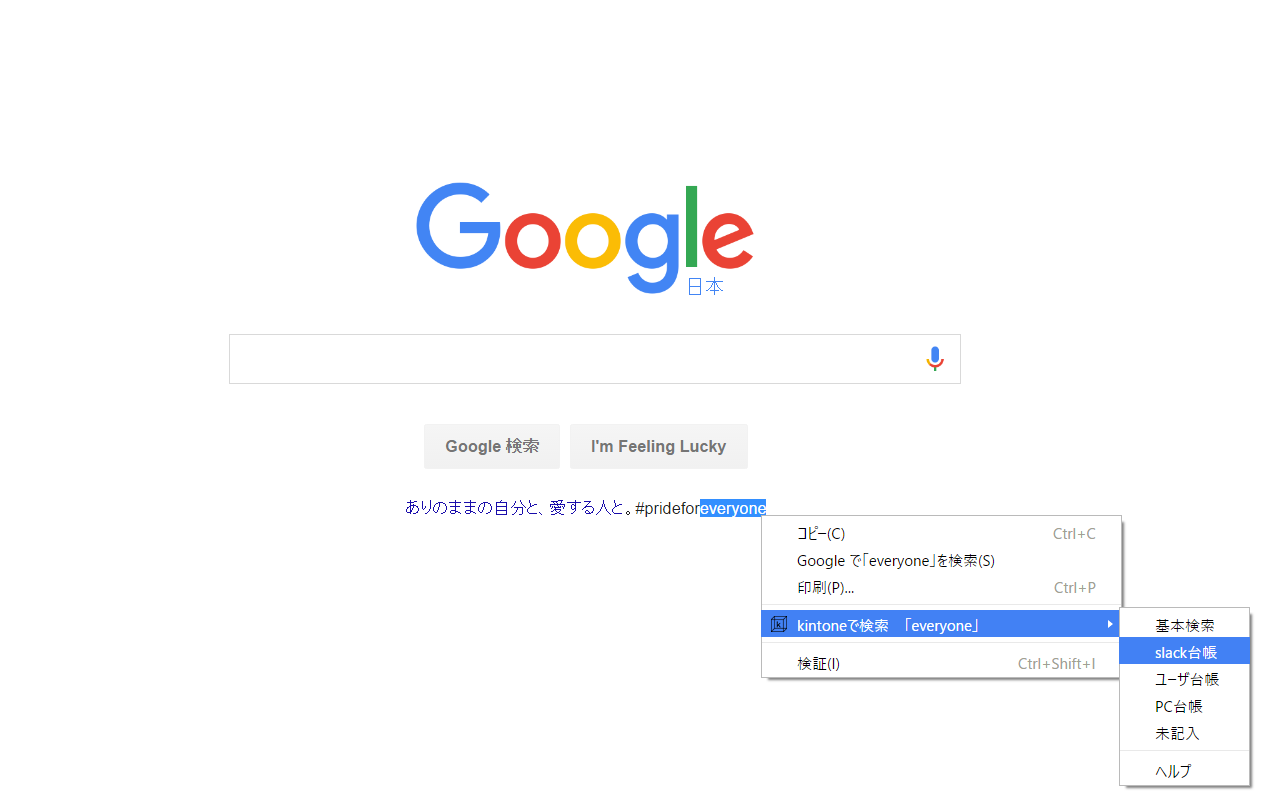 Google
日本
Google 検索
I'm Feeling Lucky
ありのままの自分と、愛する人と。#prideforeveryone
コピー(C) Ctrl+C
Google で「everyone」を検索(S)
印刷(P)... Ctrl+P
kintoneで検索 「everyone」
検証(I) Ctrl+Shift+I
基本検索
slack台帳
ユーザ台帳
PC台帳
未記入
ヘルプ